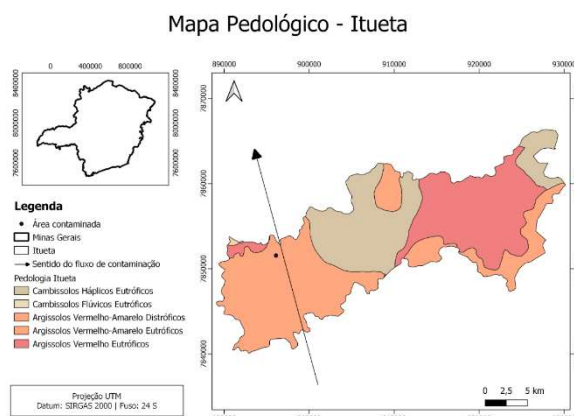 Mapa Pedológico - Itueta
0 400000 800000
8400000
8000000
7600000
8400000
8000000
7600000
890000 900000 910000 920000 930000
7870000
7860000
7850000
7840000
Legenda
Área contaminada
Minas Gerais
Itueta
Sentido do fluxo de contaminação
Pedologia Itueta
Cambissolos Háplicos Eutróficos
Cambissolos Flúvicos Eutróficos
Argissolos Vermelho-Amarelo Distróficos
Argissolos Vermelho-Amarelo Eutróficos
Argissolos Vermelho Eutróficos
Projeção UTM
Datum: SIRGAS 2000 | Fuso: 24 S
0 2,5 5 km